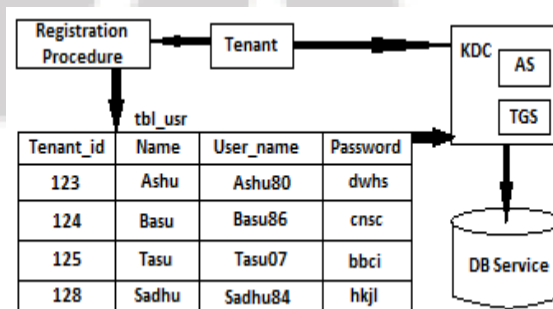 Registration
Procedure
Tenant
KDC
AS
TGS
tbl_usr
Tenant_id Name User_name Password
123 Ashu Ashu80 dwhs
124 Basu Basu86 cnsc
125 Tasu Tasu07 bbci
128 Sadhu Sadhu84 hkjl
DB Service